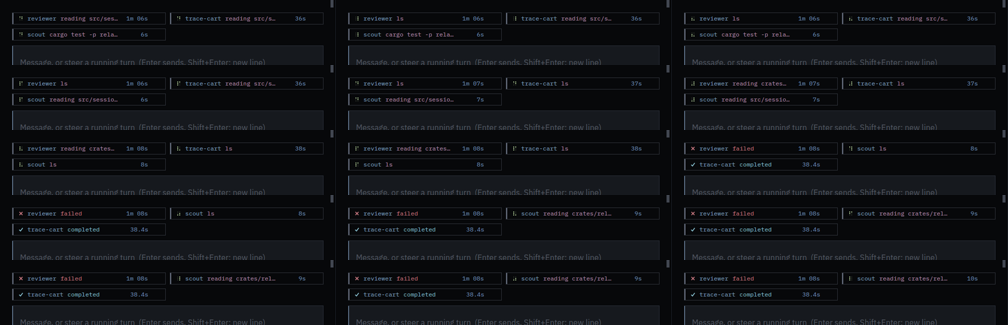 reviewer reading src/ses… 1m 06s trace-cart reading src/s… 36s
scout cargo test -p rela… 6s
Message, or steer a running turn. (Enter sends, Shift+Enter: new line)
reviewer ls 1m 06s trace-cart reading src/s… 36s
scout cargo test -p rela… 6s
Message, or steer a running turn. (Enter sends, Shift+Enter: new line)
reviewer ls 1m 06s trace-cart reading src/s… 36s
scout cargo test -p rela… 6s
Message, or steer a running turn. (Enter sends, Shift+Enter: new line)
reviewer ls 1m 06s trace-cart reading src/s… 36s
scout reading src/sessio… 6s
Message, or steer a running turn. (Enter sends, Shift+Enter: new line)
reviewer ls 1m 07s trace-cart ls 37s
scout reading src/sessio… 7s
Message, or steer a running turn. (Enter sends, Shift+Enter: new line)
reviewer reading crates… 1m 07s trace-cart ls 37s
scout reading src/sessio… 7s
Message, or steer a running turn. (Enter sends, Shift+Enter: new line)
reviewer reading crates… 1m 08s trace-cart ls 38s
scout ls 8s
Message, or steer a running turn. (Enter sends, Shift+Enter: new line)
reviewer reading crates… 1m 08s trace-cart ls 38s
scout ls 8s
Message, or steer a running turn. (Enter sends, Shift+Enter: new line)
✕ reviewer failed 1m 08s scout ls 8s
✓ trace-cart completed 38.4s
Message, or steer a running turn. (Enter sends, Shift+Enter: new line)
✕ reviewer failed 1m 08s scout ls 8s
✓ trace-cart completed 38.4s
Message, or steer a running turn. (Enter sends, Shift+Enter: new line)
✕ reviewer failed 1m 08s scout reading crates/rel… 9s
✓ trace-cart completed 38.4s
Message, or steer a running turn. (Enter sends, Shift+Enter: new line)
✕ reviewer failed 1m 08s scout reading crates/rel… 9s
✓ trace-cart completed 38.4s
Message, or steer a running turn. (Enter sends, Shift+Enter: new line)
✕ reviewer failed 1m 08s scout reading crates/rel… 9s
✓ trace-cart completed 38.4s
Message, or steer a running turn. (Enter sends, Shift+Enter: new line)
✕ reviewer failed 1m 08s scout reading crates/rel… 9s
✓ trace-cart completed 38.4s
Message, or steer a running turn. (Enter sends, Shift+Enter: new line)
✕ reviewer failed 1m 08s scout reading crates/rel… 10s
✓ trace-cart completed 38.4s
Message, or steer a running turn. (Enter sends, Shift+Enter: new line)